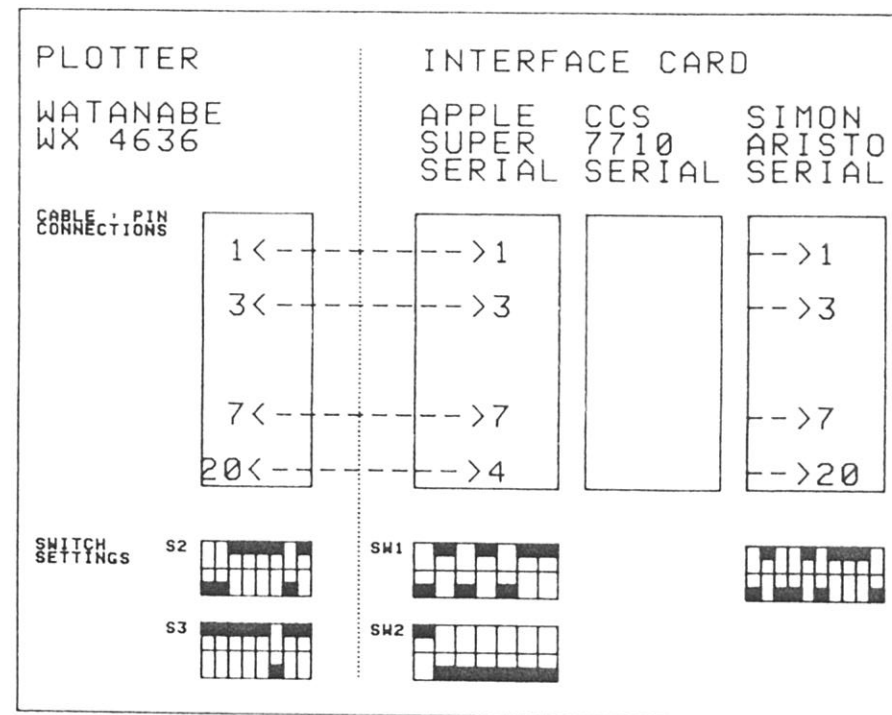 PLOTTER
INTERFACE CARD
WATANABE
WX 4636
APPLE
SUPER
SERIAL
CCS
7710
SERIAL
SIMON
ARISTO
SERIAL
CABLE : PIN
CONNECTIONS
1<----->1 -->1
3<----->3 -->3
7<----->7 -->7
20<----->4 -->20
SWITCH
SETTINGS
S2
SW1
S3
SW2